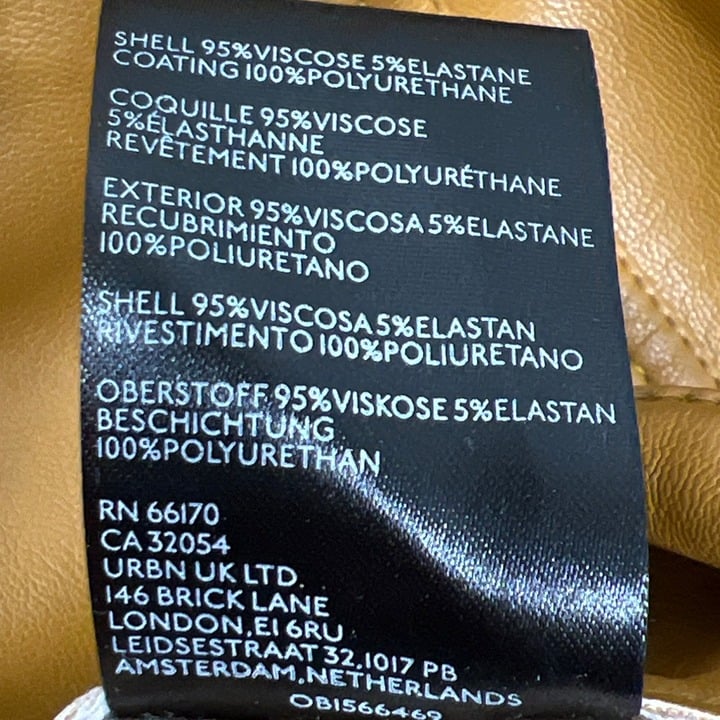 SHELL 95%VISCOSE 5%ELASTANE
COATING 100%POLYURETHANE
COQUILLE 95%VISCOSE
5%ÉLASTHANNE
REVÊTEMENT 100%POLYURÉTHANE
EXTERIOR 95%VISCOSA 5%ELASTANE
RECUBRIMIENTO
100%POLIURETANO
SHELL 95%VISCOSA 5%ELASTAN
RIVESTIMENTO 100%POLIURETANO
OBERSTOFF 95%VISKOSE 5%ELASTAN
BESCHICHTUNG
100%POLYURETHAN
RN 66170
CA 32054
URBN UK LTD.
146 BRICK LANE
LONDON,E1 6RU
LEIDSESTRAAT 32,1017 PB
AMSTERDAM,NETHERLANDS
OB1566469